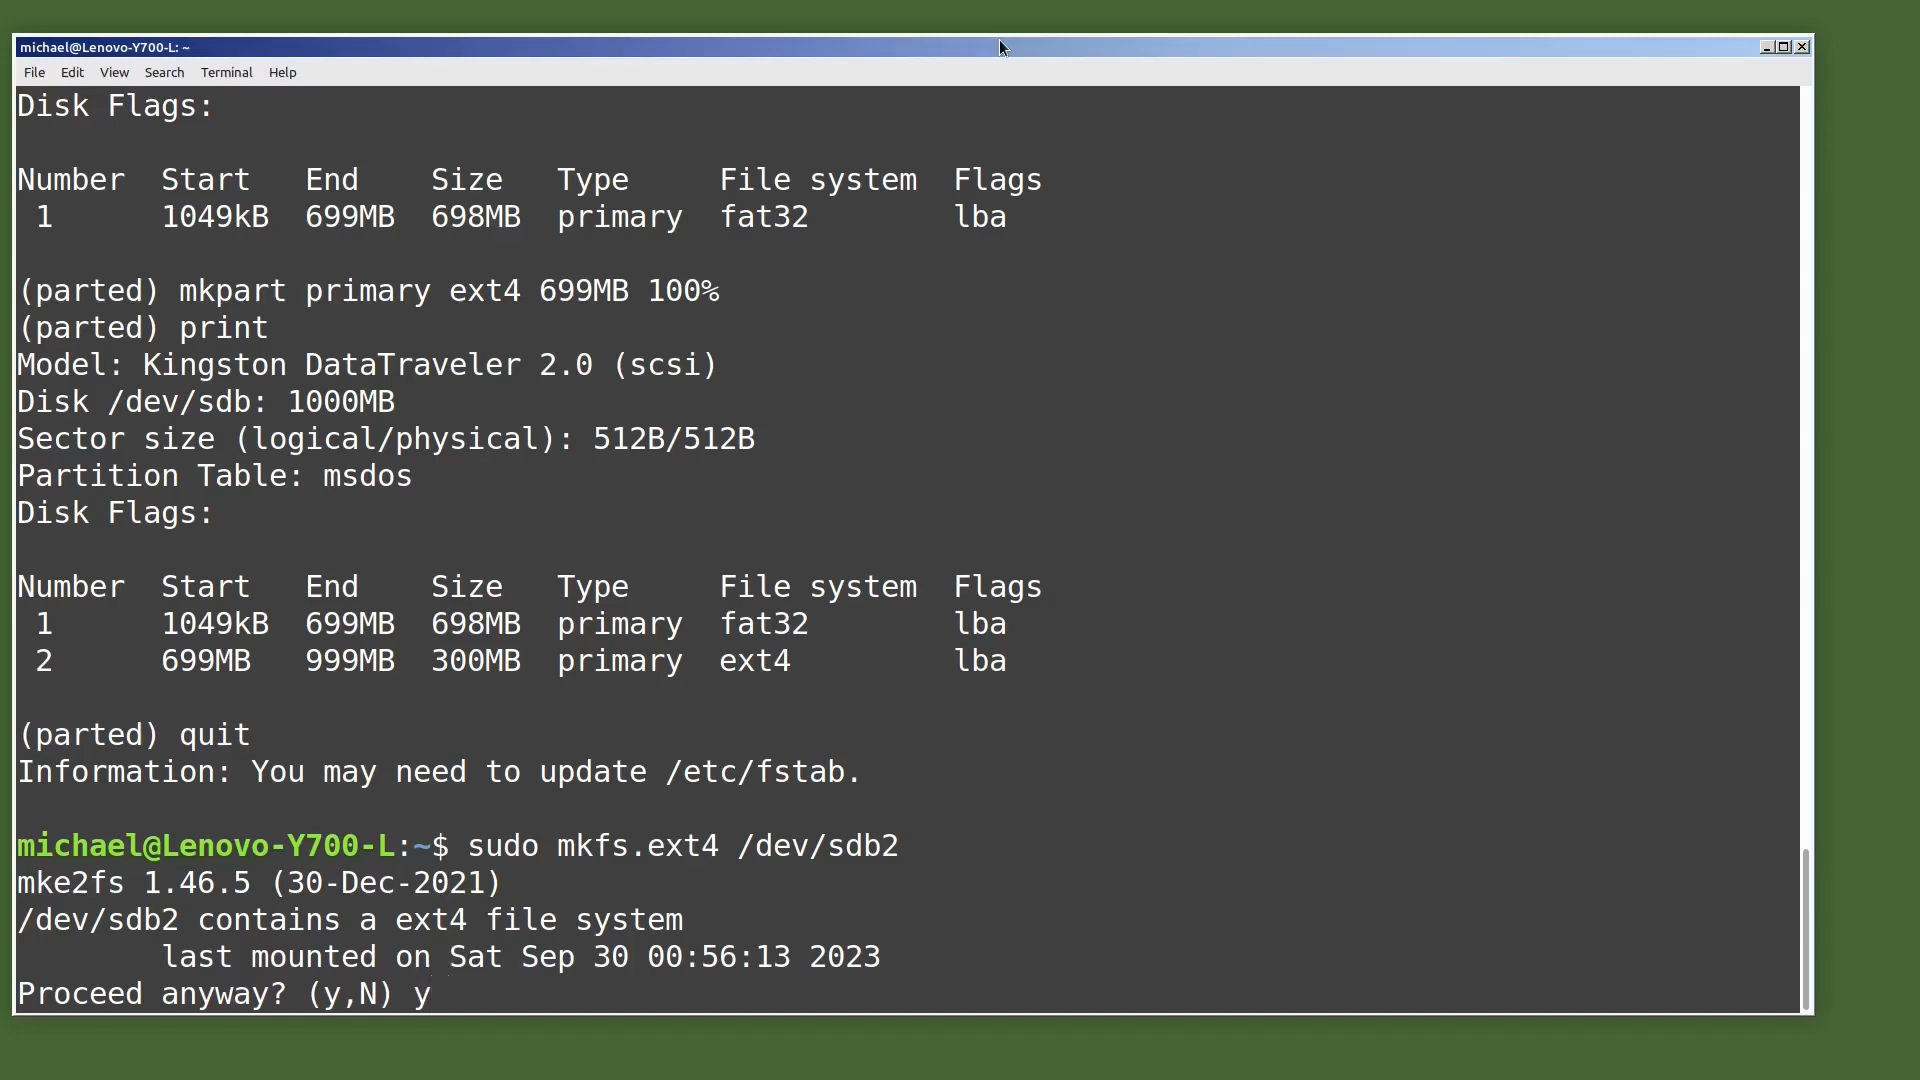 michael@Lenovo-Y700-L: ~
File Edit View Search Terminal Help
Disk Flags:
Number  Start   End    Size   Type     File system  Flags
 1      1049kB  699MB  698MB  primary  fat32        lba
(parted) mkpart primary ext4 699MB 100%
(parted) print
Model: Kingston DataTraveler 2.0 (scsi)
Disk /dev/sdb: 1000MB
Sector size (logical/physical): 512B/512B
Partition Table: msdos
Disk Flags:
Number  Start   End    Size   Type     File system  Flags
 1      1049kB  699MB  698MB  primary  fat32        lba
 2      699MB   999MB  300MB  primary  ext4         lba
(parted) quit
Information: You may need to update /etc/fstab.
michael@Lenovo-Y700-L:~$ sudo mkfs.ext4 /dev/sdb2
mke2fs 1.46.5 (30-Dec-2021)
/dev/sdb2 contains a ext4 file system
        last mounted on Sat Sep 30 00:56:13 2023
Proceed anyway? (y,N) y